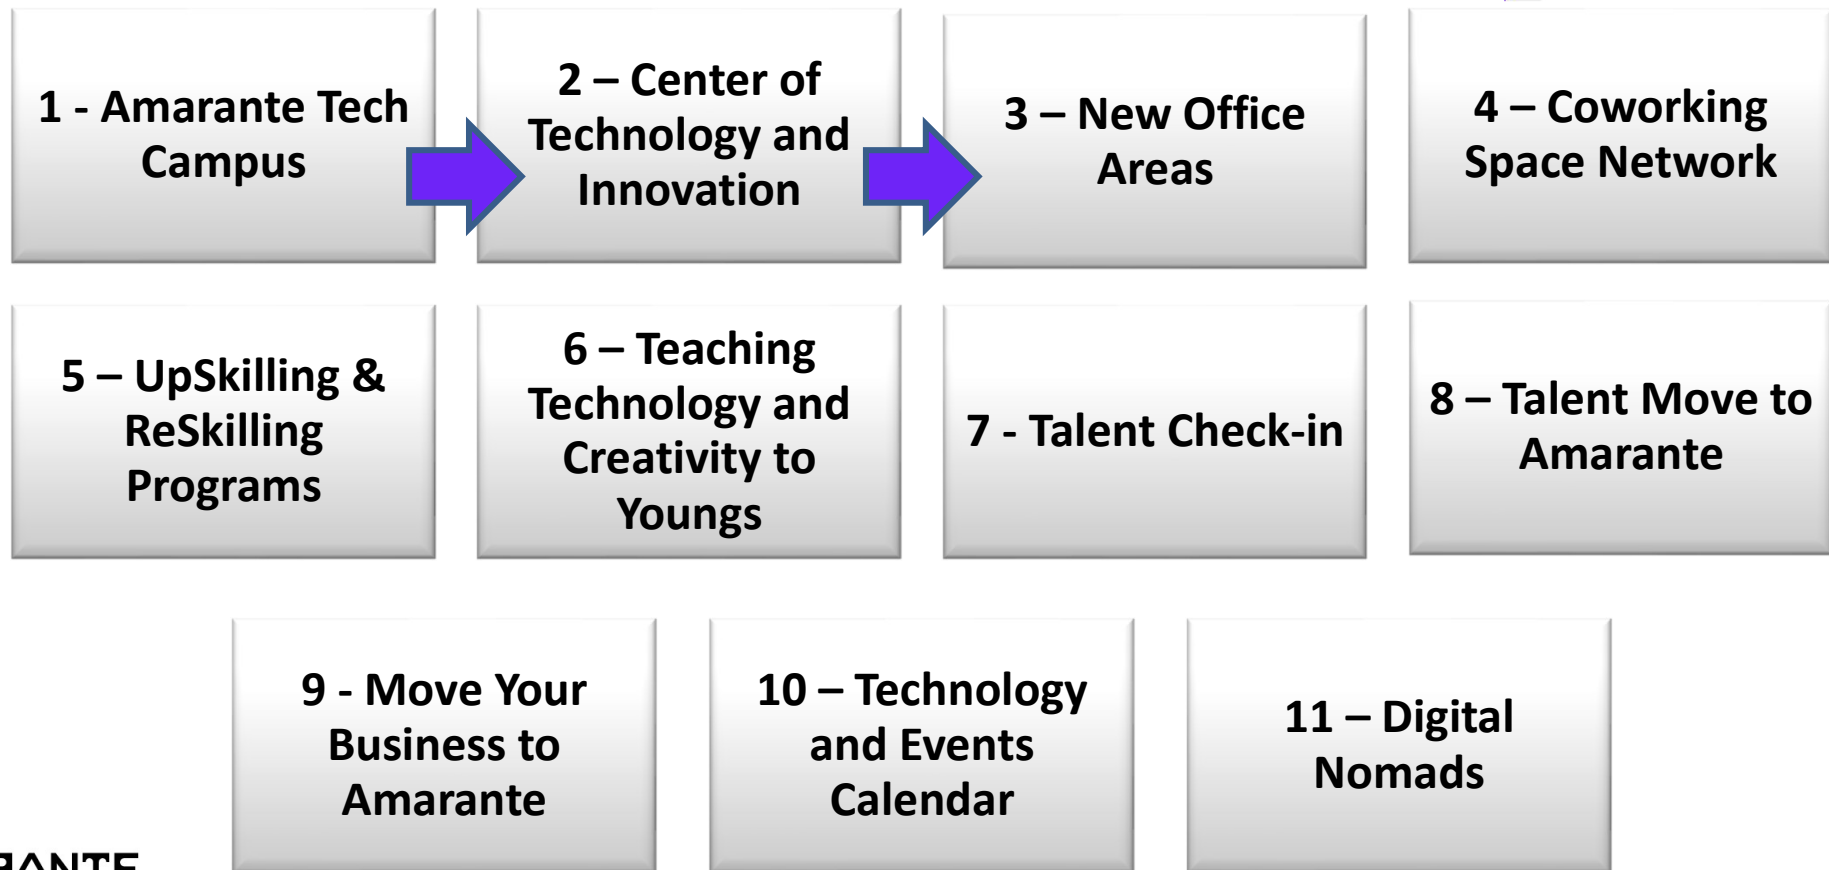 1 - Amarante Tech
Campus
2 – Center of
Technology and
Innovation
3 – New Office
Areas
4 – Coworking
Space Network
5 – UpSkilling &
ReSkilling
Programs
6 – Teaching
Technology and
Creativity to
Youngs
7 - Talent Check-in
8 – Talent Move to
Amarante
9 - Move Your
Business to
Amarante
10 – Technology
and Events
Calendar
11 – Digital
Nomads